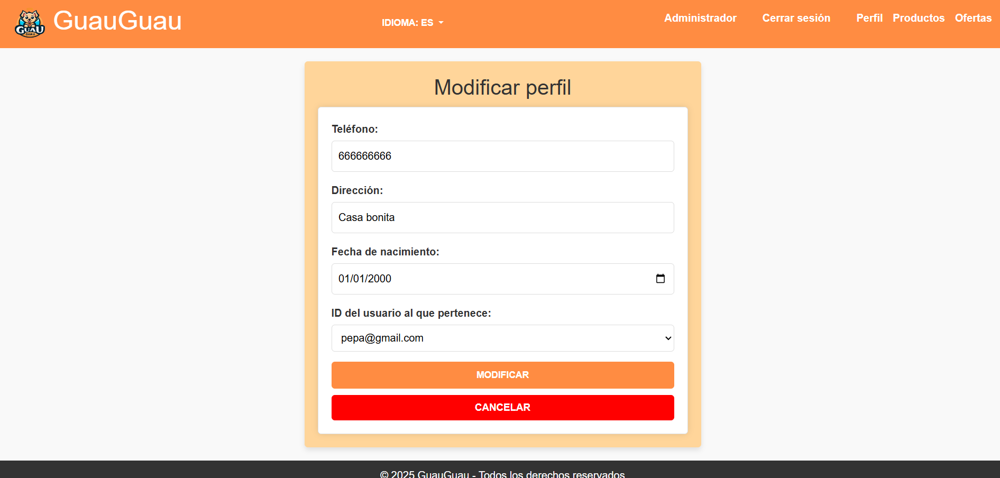 GUAU
GUAU
GuauGuau
IDIOMA: ES
Administrador
Cerrar sesión
Perfil
Productos
Ofertas
Modificar perfil
Teléfono:
666666666
Dirección:
Casa bonita
Fecha de nacimiento:
01/01/2000
ID del usuario al que pertenece:
pepa@gmail.com
MODIFICAR
CANCELAR
© 2025 GuauGuau - Todos los derechos reservados